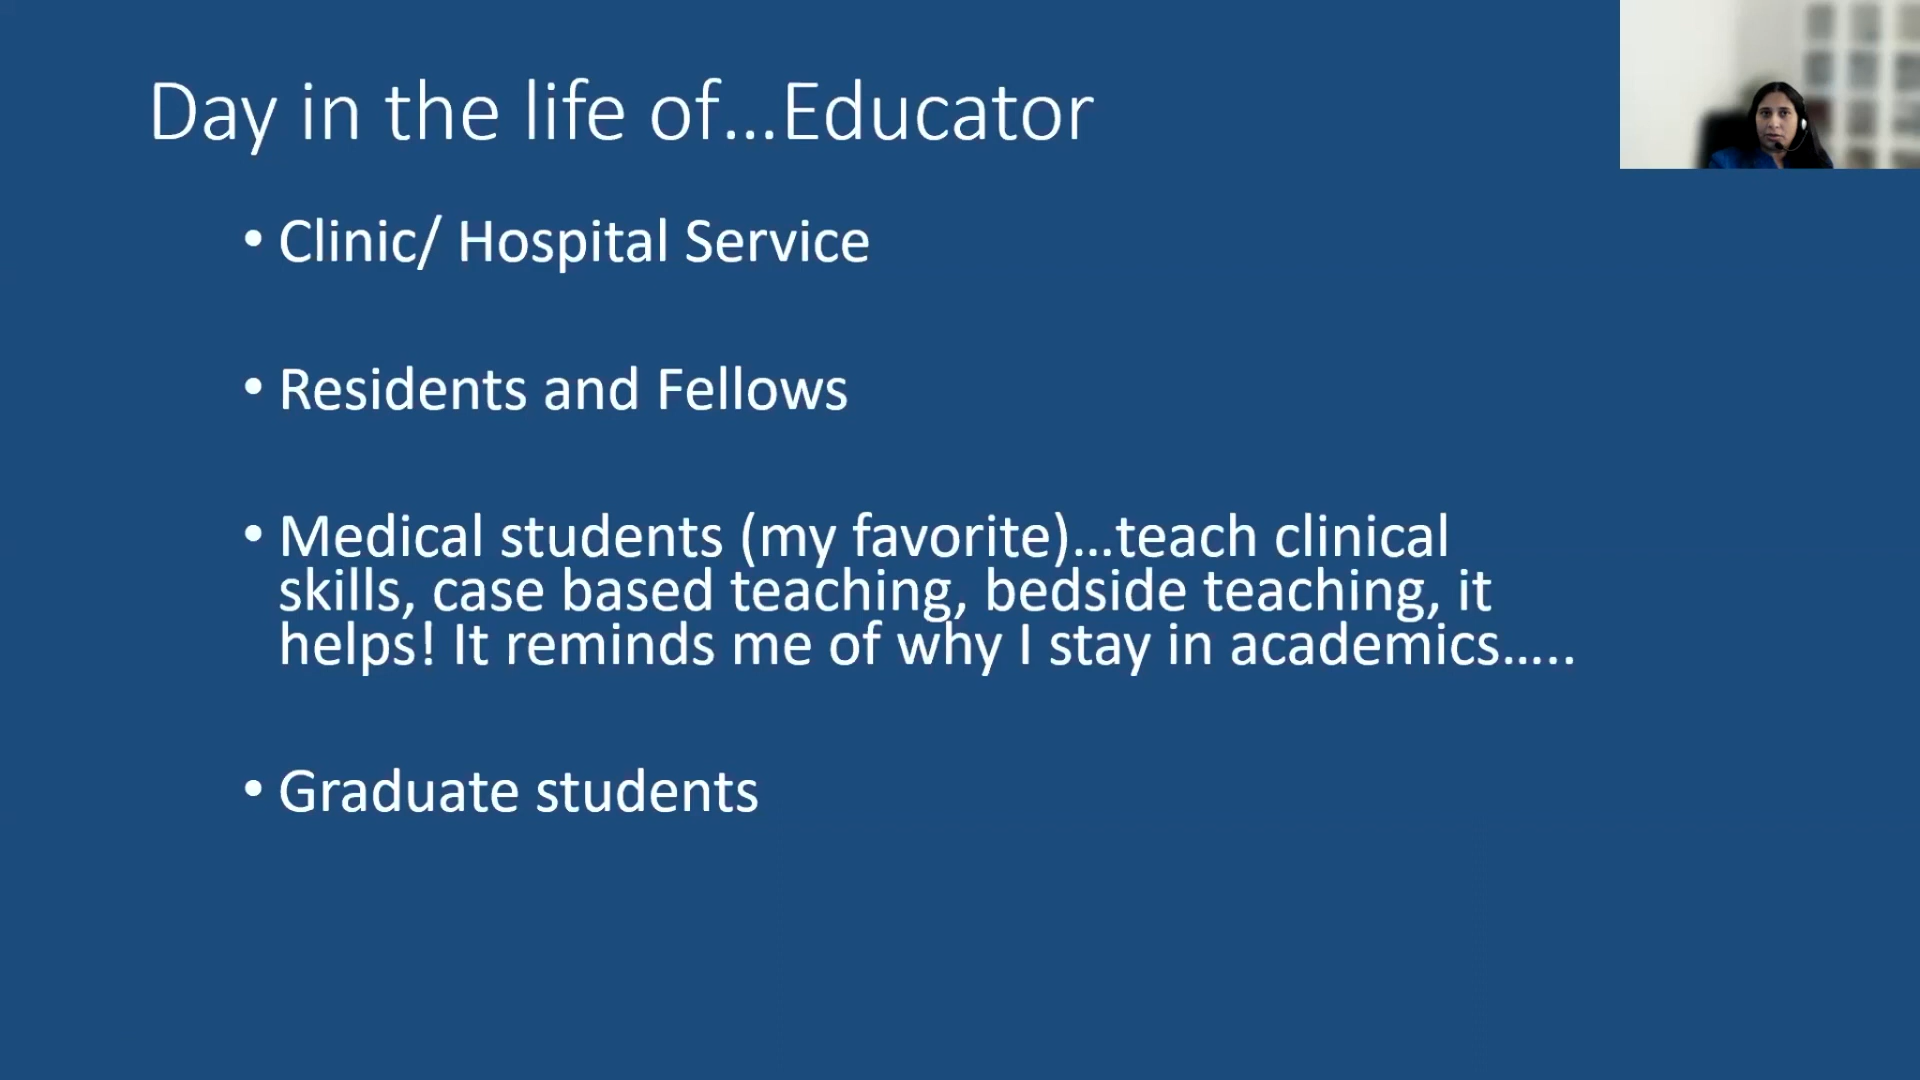 Day in the life of...Educator
• Clinic/ Hospital Service
• Residents and Fellows
• Medical students (my favorite)...teach clinical
skills, case based teaching, bedside teaching, it
helps! It reminds me of why I stay in academics…..
• Graduate students